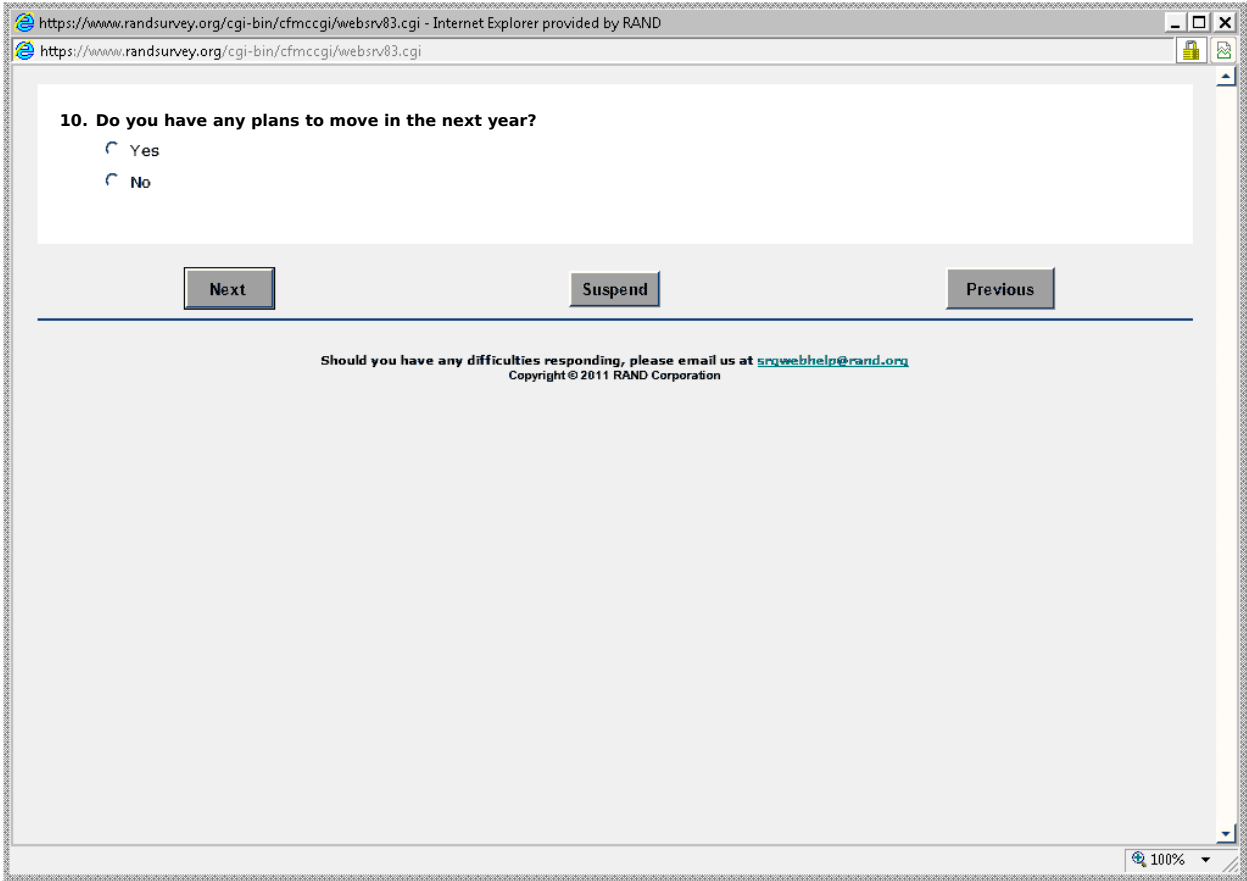 https://www.randsurvey.org/cgi-bin/cfmccgi/websrv83.cgi - Internet Explorer provided by RAND
https://www.randsurvey.org/cgi-bin/cfmccgi/websrv83.cgi
10. Do you have any plans to move in the next year?
Yes
No
Next Suspend Previous
Should you have any difficulties responding, please email us at srgwebhelp@rand.org
Copyright © 2011 RAND Corporation
100%